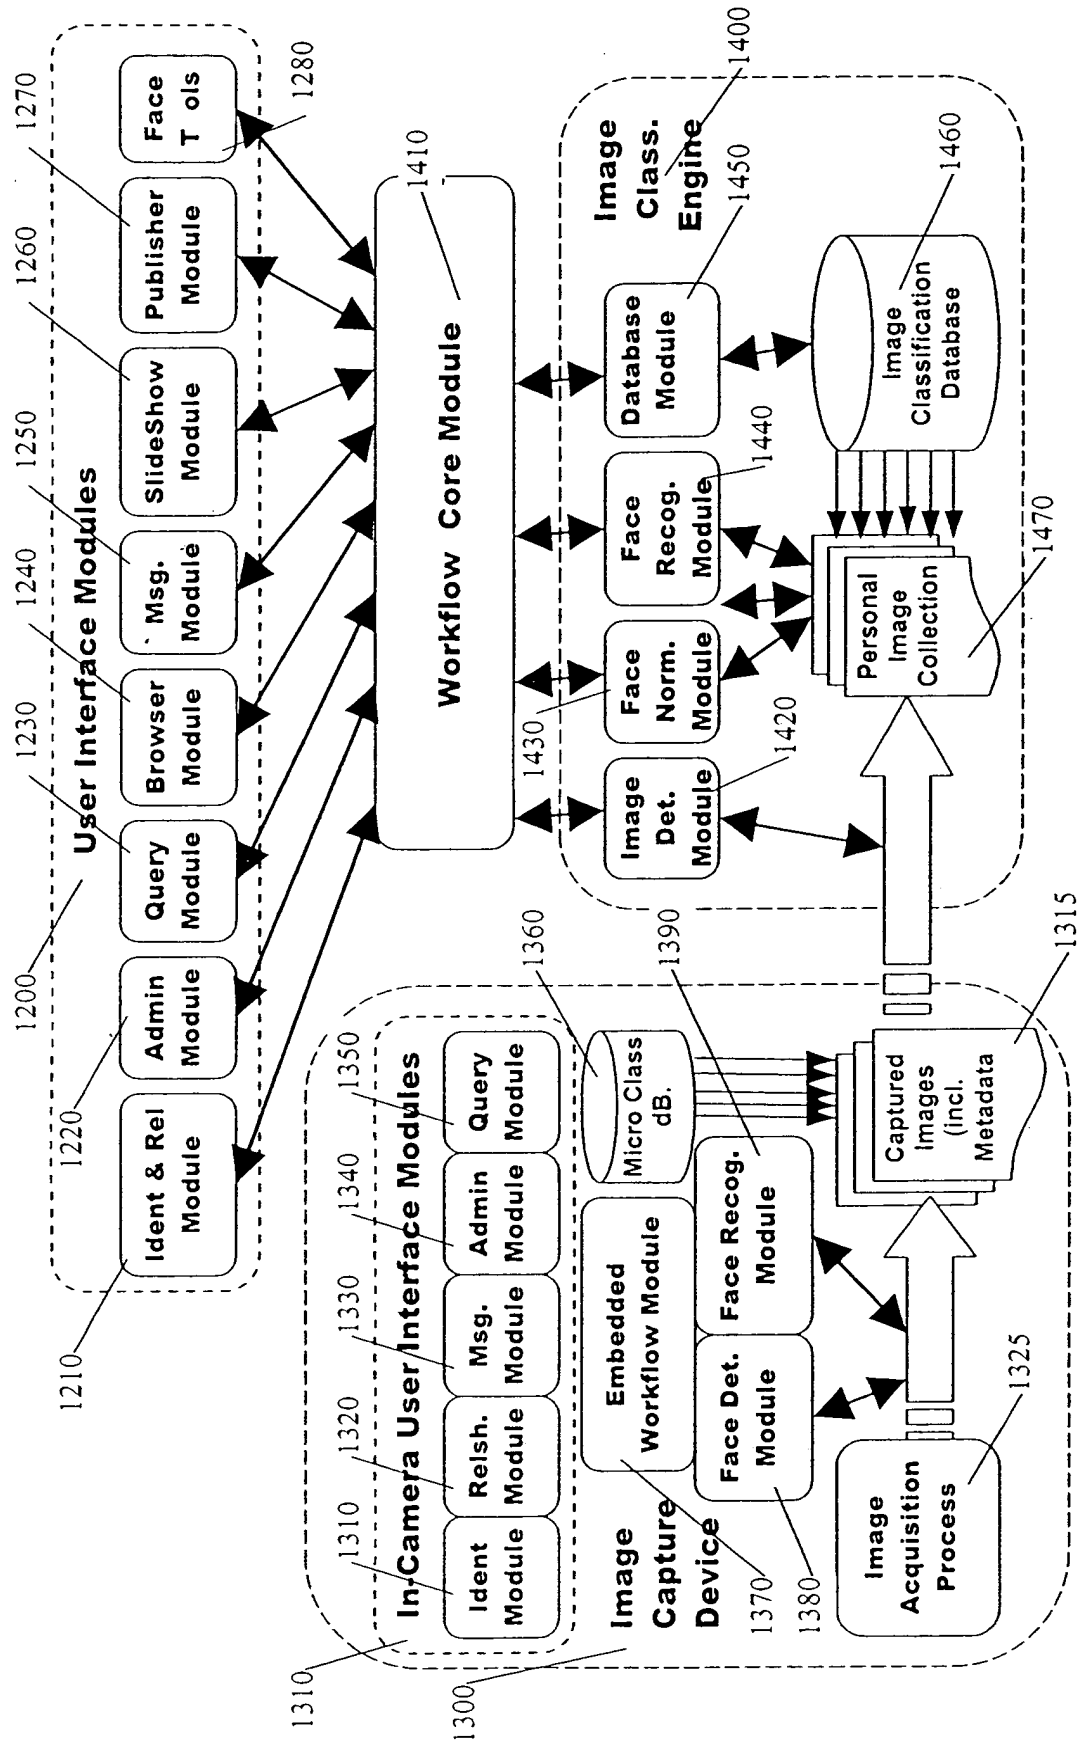 1200
User Interface Modules
1210
1220
1230
1240
1250
1260
1270
1280
Ident & Rel
Module
Admin
Module
Query
Module
Browser
Module
Msg.
Module
SlideShow
Module
Publisher
Module
Face
T ols
1410
Workflow Core Module
1300
1310
In-Camera User Interface Modules
1310
1320
1330
1340
1350
Ident
Module
Relsh.
Module
Msg.
Module
Admin
Module
Query
Module
Image
Capture
Device
1370
1380
Embedded
Workflow Module
1360
Micro Class
dB.
1390
Face Det.
Module
Face Recog.
Module
Image
Acquisition
Process
1325
Captured
Images
(incl.
Metadata
1315
Image
Class.
Engine
1400
1430
Image
Det.
Module
1420
Face
Norm.
Module
Face
Recog.
Module
1440
Database
Module
1450
Personal
Image
Collection
1470
Image
Classification
Database
1460